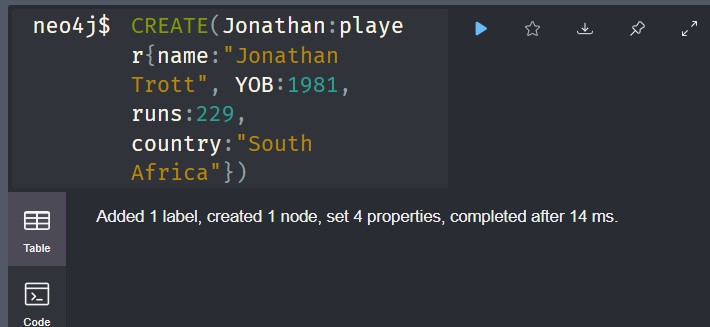 neo4j$ CREATE(Jonathan:playe
r{name:"Jonathan
Trott", YOB:1981,
runs:229,
country:"South
Africa"})
Added 1 label, created 1 node, set 4 properties, completed after 14 ms.
Table
Code